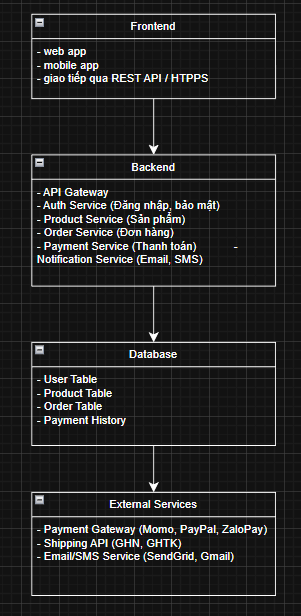 Frontend
- web app
- mobile app
- giao tiếp qua REST API / HTPPS
Backend
- API Gateway
- Auth Service (Đăng nhập, bảo mật)
- Product Service (Sản phẩm)
- Order Service (Đơn hàng)
- Payment Service (Thanh toán) -
Notification Service (Email, SMS)
Database
- User Table
- Product Table
- Order Table
- Payment History
External Services
- Payment Gateway (Momo, PayPal, ZaloPay)
- Shipping API (GHN, GHTK)
- Email/SMS Service (SendGrid, Gmail)